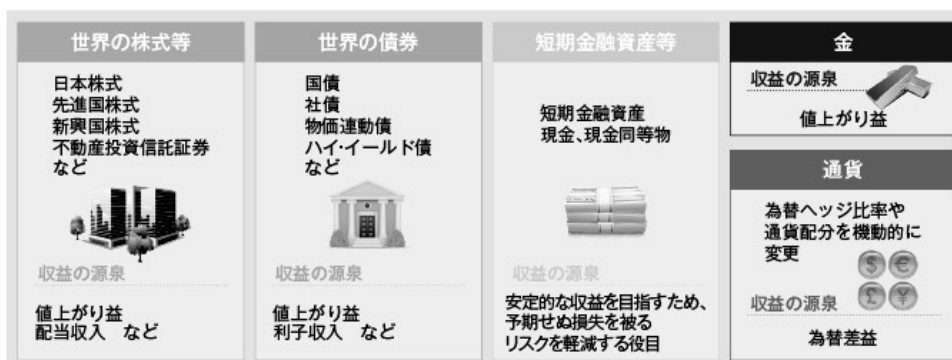 世界の株式等
日本株式
先進国株式
新興国株式
不動産投資信託証券
など
収益の源泉
値上がり益
配当収入 など
世界の債券
国債
社債
物価連動債
ハイ・イールド債
など
収益の源泉
値上がり益
利子収入 など
短期金融資産等
短期金融資産
現金、現金同等物
収益の源泉
安定的な収益を目指すため、
予期せぬ損失を被る
リスクを軽減する役目
金
収益の源泉
値上がり益
通貨
為替ヘッジ比率や
通貨配分を機動的に
変更
$ €
£ ¥
収益の源泉
為替差益